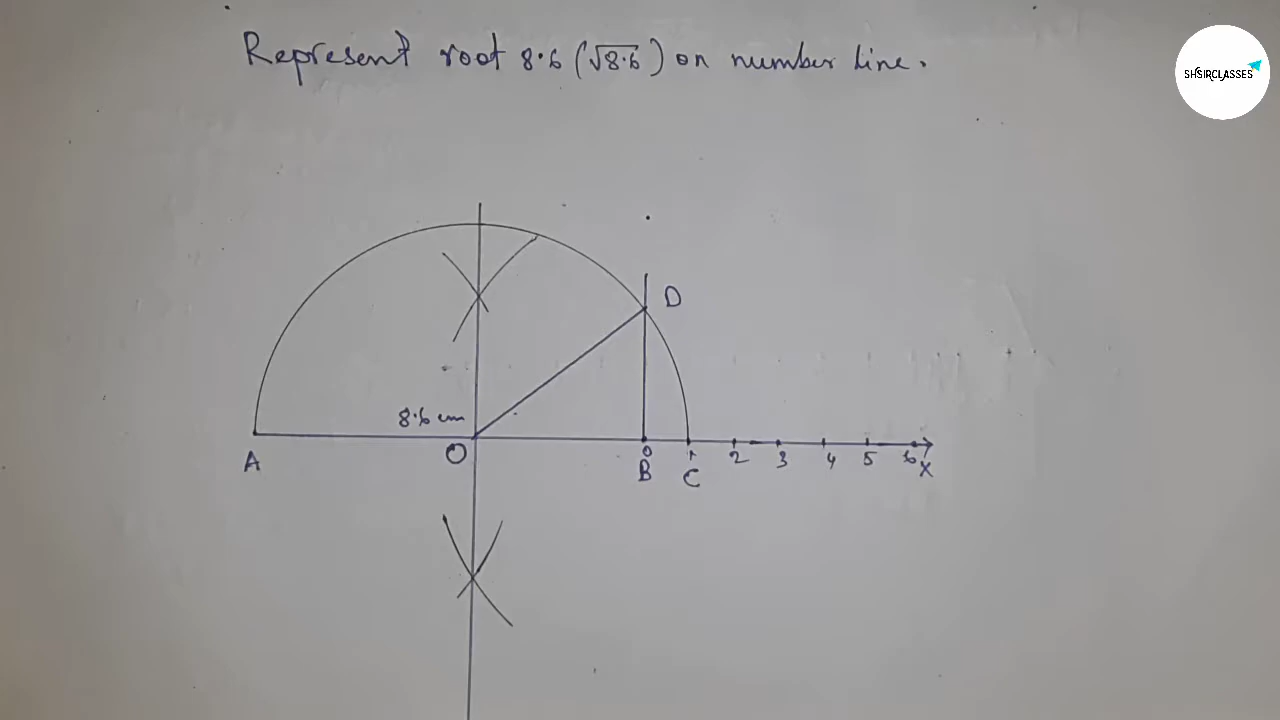 Represent root 8.6 (√8.6) on number line.
SHSIRCLASSES
D
8.6 cm
A O B C X
0 1 2 3 4 5 6